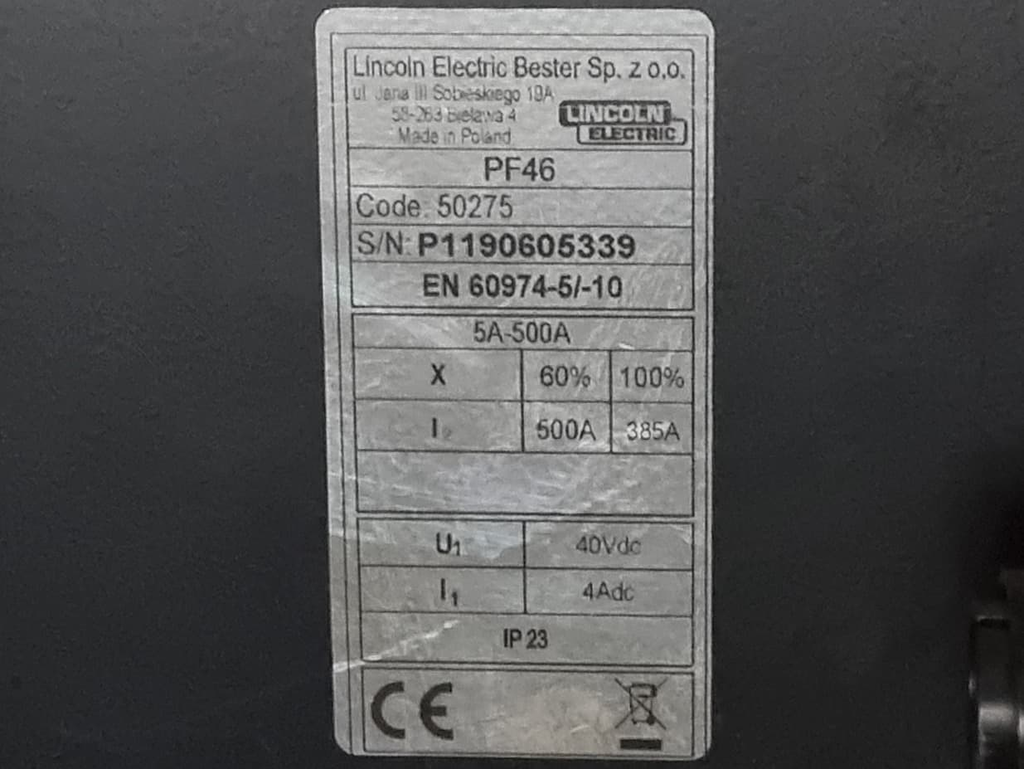 Lincoln Electric Bester Sp. z o.o.
ul. Jana III Sobieskiego 19A
58-263 Bielawa 4
Made in Poland
LINCOLN
ELECTRIC
PF46
Code: 50275
S/N: P1190605339
EN 60974-5/-10
5A-500A
X 60% 100%
I₂ 500A 385A
U₁ 40Vdc
I₁ 4Adc
IP 23
CE